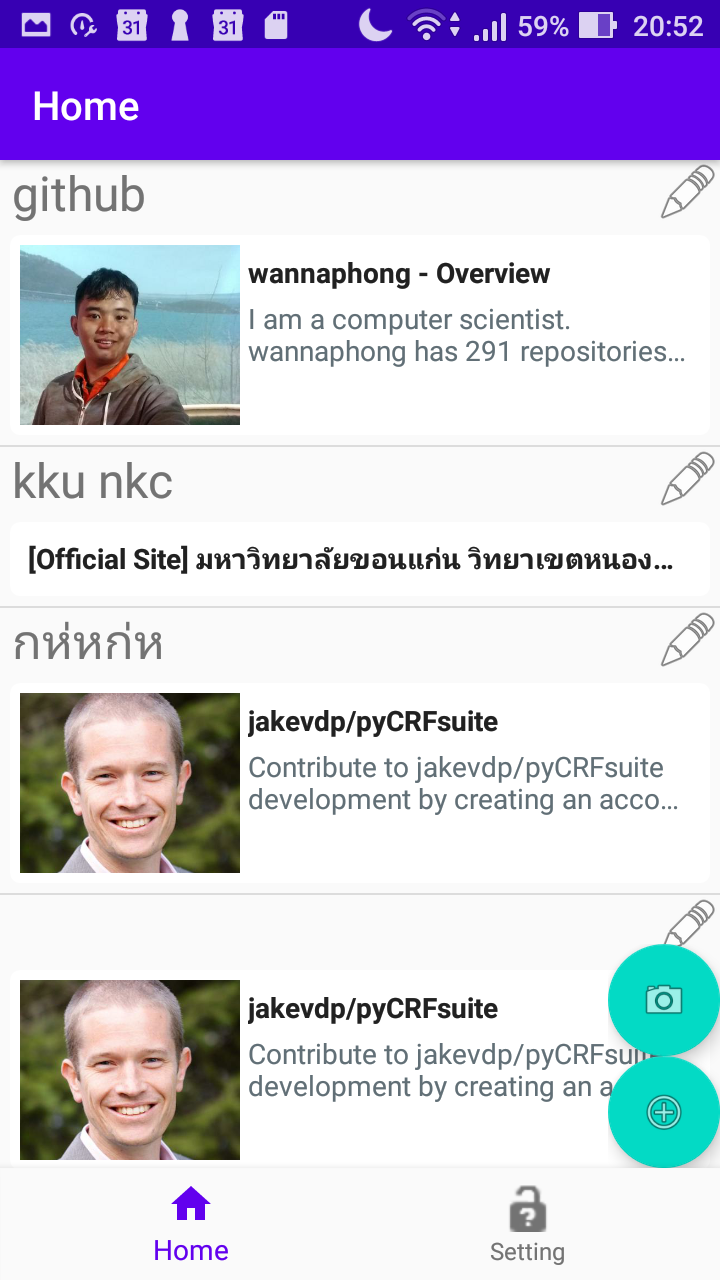 31
31
59%
20:52
Home
github
wannaphong - Overview
I am a computer scientist.
wannaphong has 291 repositories...
kku nkc
[Official Site] มหาวิทยาลัยขอนแก่น วิทยาเขตหนอง...
กห่หก่ห
jakevdp/pyCRFsuite
Contribute to jakevdp/pyCRFsuite
development by creating an acco...
jakevdp/pyCRFsuite
Contribute to jakevdp/pyCRFsuite
development by creating an a
Home
Setting